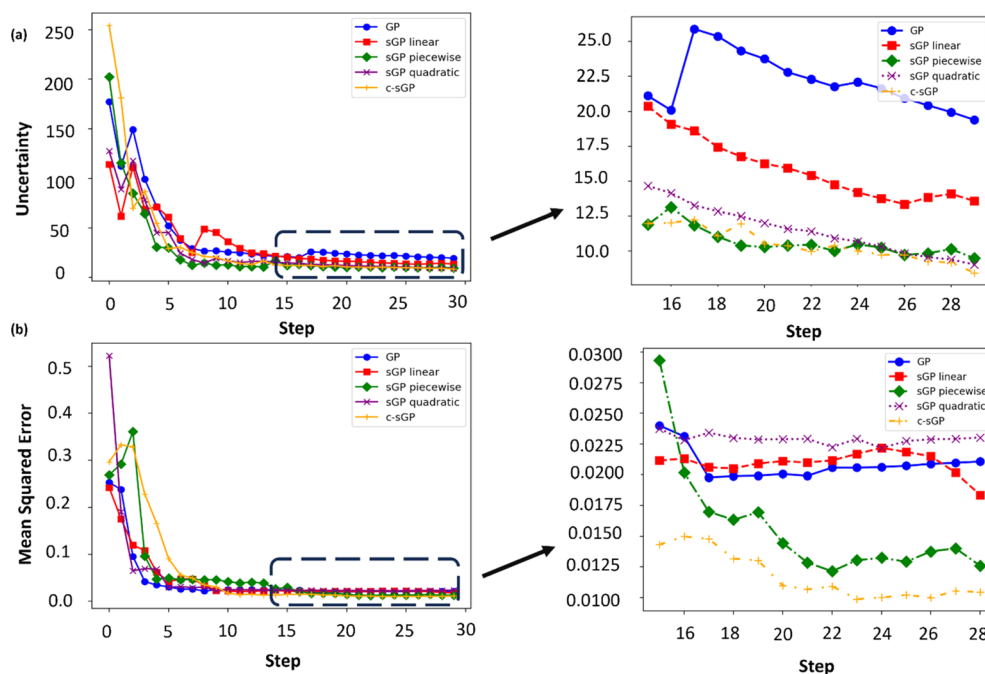 (a)
Uncertainty
250
200
150
100
50
0
0 5 10 15 20 25 30
Step
GP
sGP linear
sGP piecewise
sGP quadratic
c-sGP
25.0
22.5
20.0
17.5
15.0
12.5
10.0
16 18 20 22 24 26 28
Step
GP
sGP linear
sGP piecewise
sGP quadratic
c-sGP
(b)
Mean Squared Error
0.5
0.4
0.3
0.2
0.1
0.0
0 5 10 15 20 25 30
Step
GP
sGP linear
sGP piecewise
sGP quadratic
c-sGP
0.0300
0.0275
0.0250
0.0225
0.0200
0.0175
0.0150
0.0125
0.0100
16 18 20 22 24 26 28
Step
GP
sGP linear
sGP piecewise
sGP quadratic
c-sGP